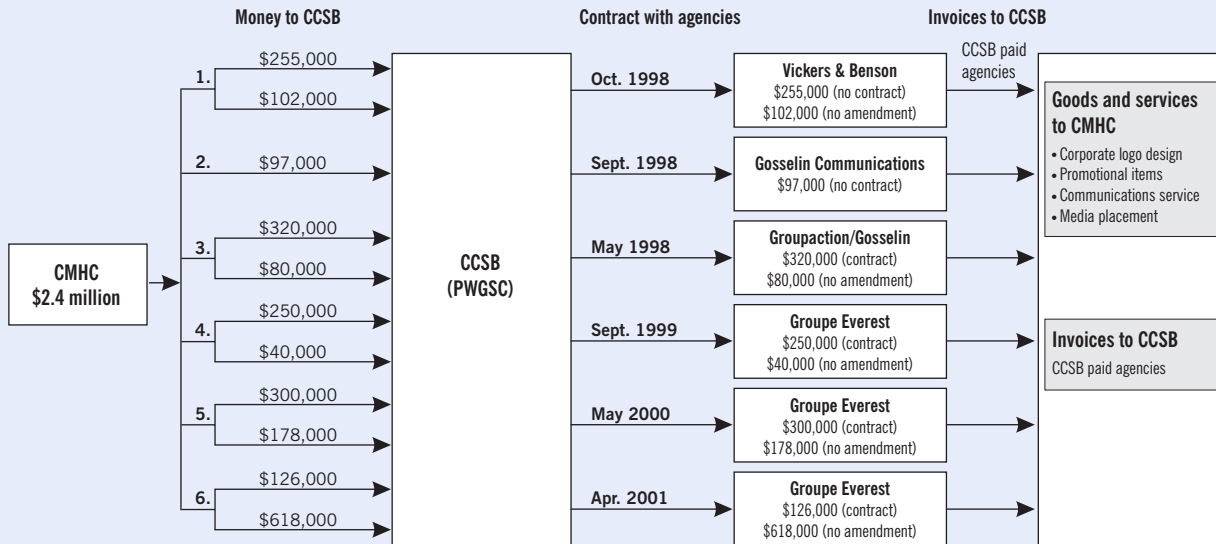 Money to CCSB
Contract with agencies
Invoices to CCSB
CMHC
$2.4 million
1.
$255,000
$102,000
2.
$97,000
3.
$320,000
$80,000
4.
$250,000
$40,000
5.
$300,000
$178,000
6.
$126,000
$618,000
CCSB
(PWGSC)
Oct. 1998
Sept. 1998
May 1998
Sept. 1999
May 2000
Apr. 2001
Vickers & Benson
$255,000 (no contract)
$102,000 (no amendment)
Gosselin Communications
$97,000 (no contract)
Groupaction/Gosselin
$320,000 (contract)
$80,000 (no amendment)
Groupe Everest
$250,000 (contract)
$40,000 (no amendment)
Groupe Everest
$300,000 (contract)
$178,000 (no amendment)
Groupe Everest
$126,000 (contract)
$618,000 (no amendment)
CCSB paid
agencies
Goods and services
to CMHC
• Corporate logo design
• Promotional items
• Communications service
• Media placement
Invoices to CCSB
CCSB paid agencies